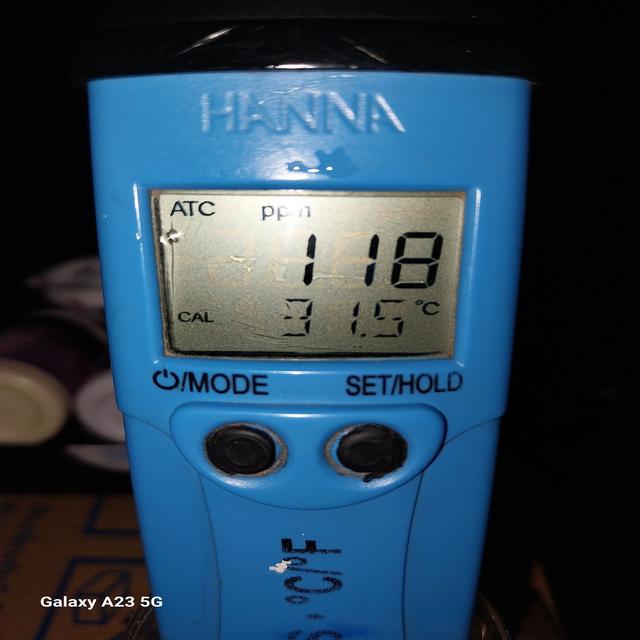 HANNA
ATC ppm
118
CAL 31.5 °C
⏻/MODE SET/HOLD
°C/°F
Galaxy A23 5G